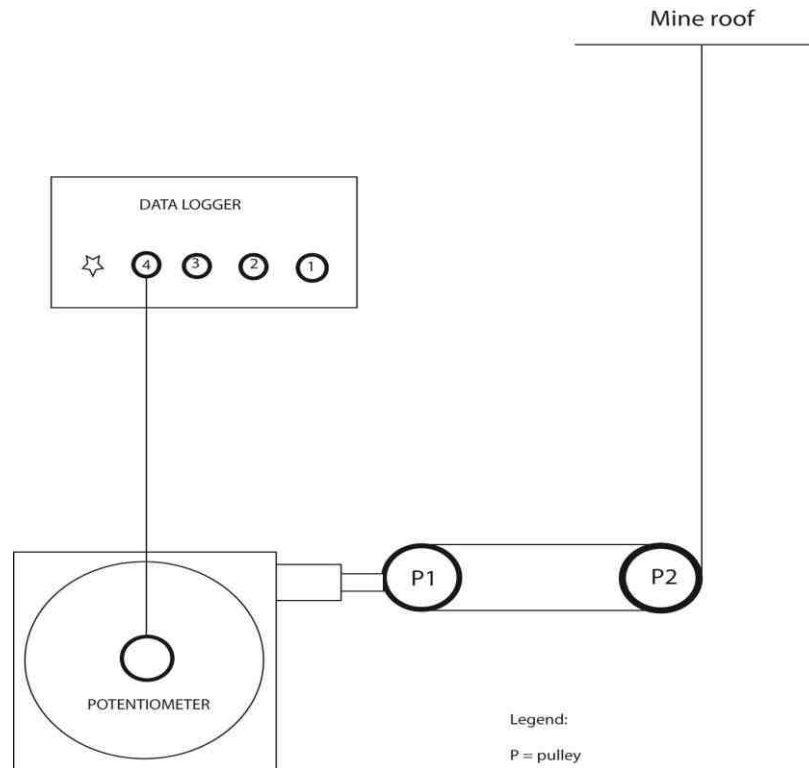 Mine roof
DATA LOGGER
4 3 2 1
P1 P2
POTENTIOMETER
Legend:
P = pulley